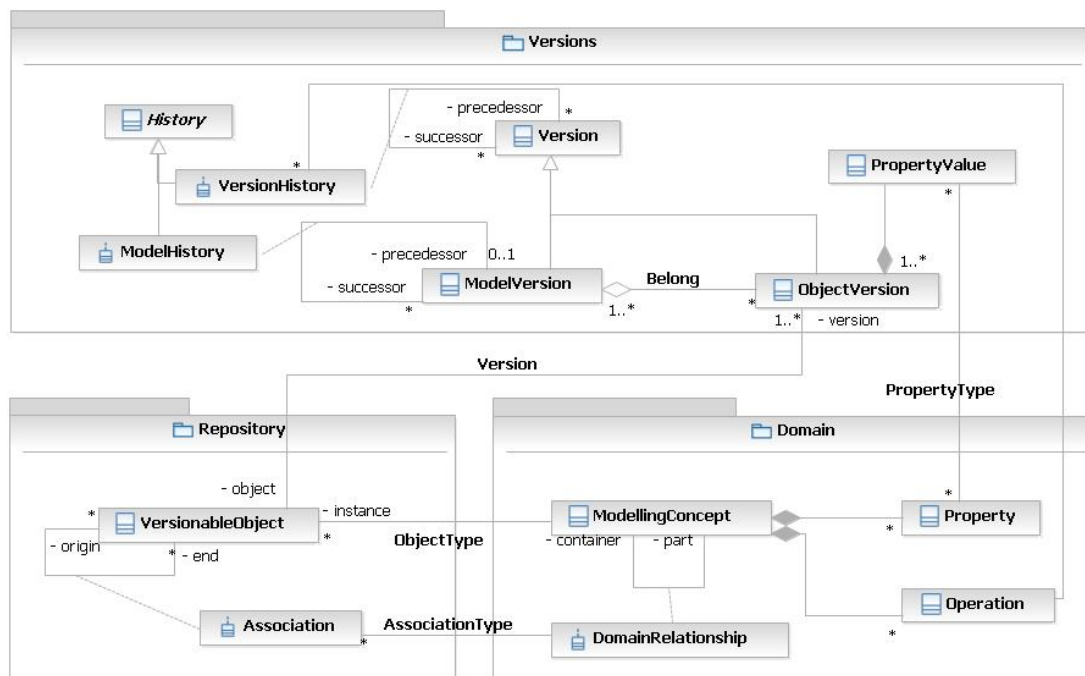 Versions
History
- precedessor
*
- successor
*
Version
PropertyValue
*
*
VersionHistory
ModelHistory
- precedessor
0..1
- successor
*
ModelVersion
1..*
Belong
*
ObjectVersion
1..*
1..*
- version
Version
PropertyType
Repository
Domain
- object
*
VersionableObject
- instance
*
- origin
*
- end
ObjectType
ModellingConcept
- container
- part
*
Property
*
Operation
*
Association
*
AssociationType
DomainRelationship